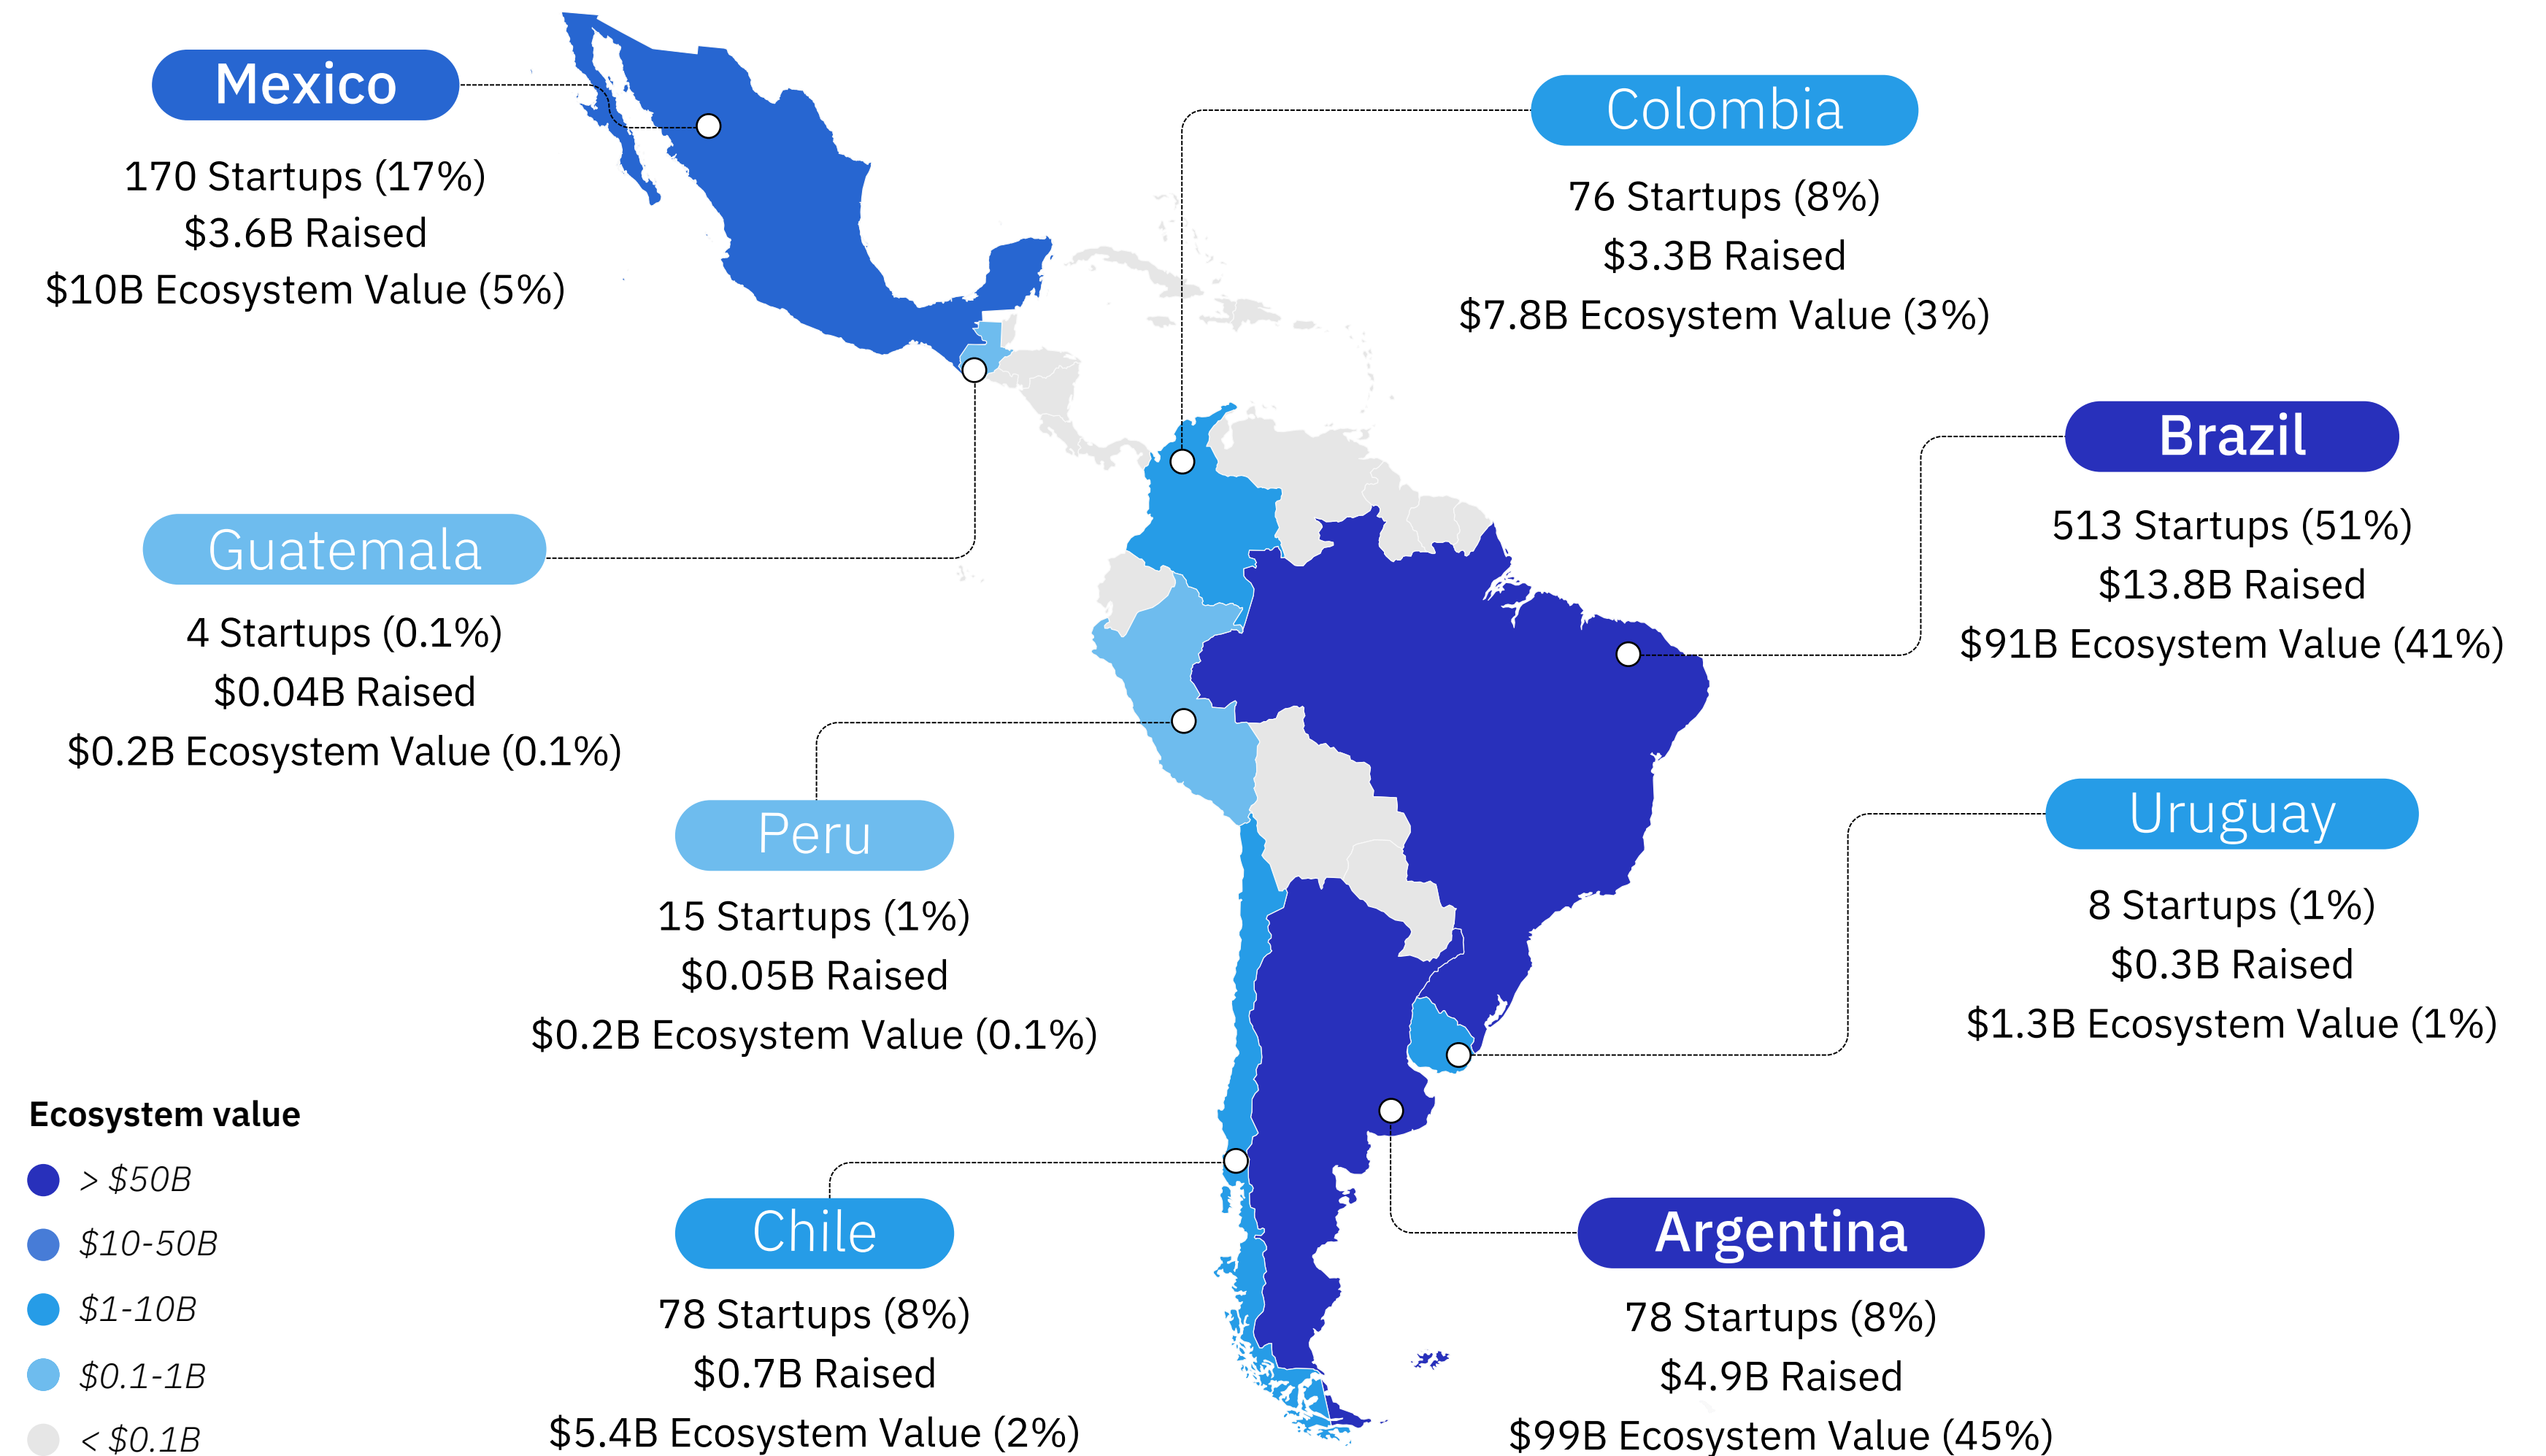 Mexico
170 Startups (17%)
$3.6B Raised
$10B Ecosystem Value (5%)
Colombia
76 Startups (8%)
$3.3B Raised
$7.8B Ecosystem Value (3%)
Brazil
513 Startups (51%)
$13.8B Raised
$91B Ecosystem Value (41%)
Guatemala
4 Startups (0.1%)
$0.04B Raised
$0.2B Ecosystem Value (0.1%)
Peru
15 Startups (1%)
$0.05B Raised
$0.2B Ecosystem Value (0.1%)
Uruguay
8 Startups (1%)
$0.3B Raised
$1.3B Ecosystem Value (1%)
Chile
78 Startups (8%)
$0.7B Raised
$5.4B Ecosystem Value (2%)
Argentina
78 Startups (8%)
$4.9B Raised
$99B Ecosystem Value (45%)
Ecosystem value
> $50B
$10-50B
$1-10B
$0.1-1B
< $0.1B